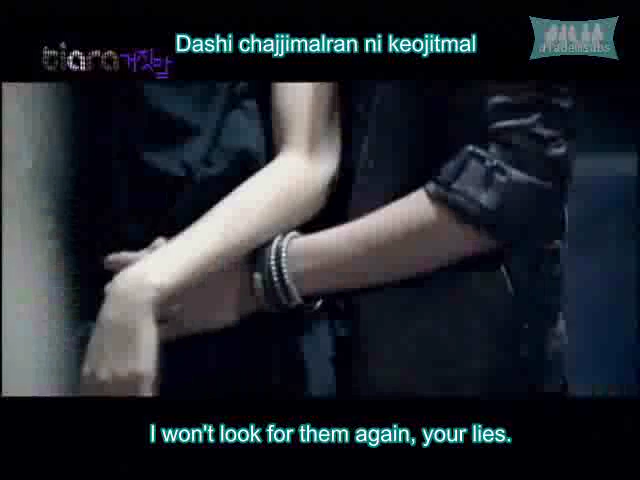 Dashi chajjimalran ni keojitmal
tiara거짓말
diademsubs
I won't look for them again, your lies.